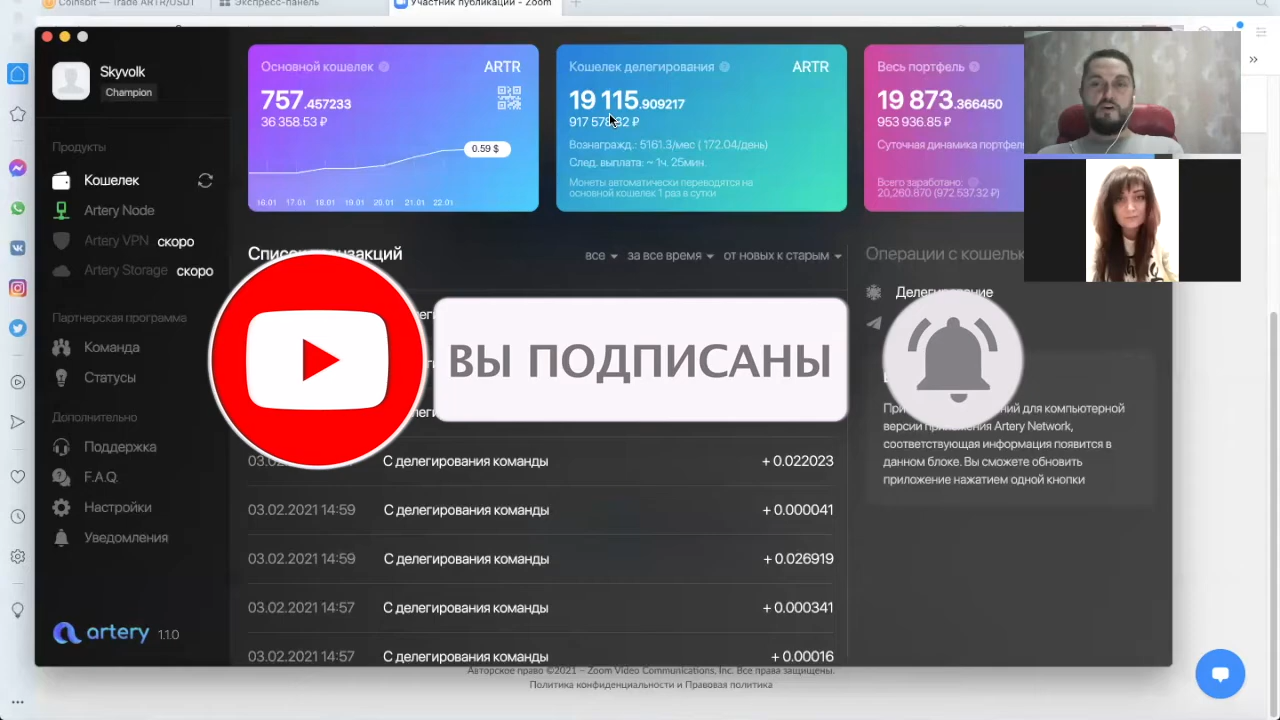 Coinsbit — Trade ARTR/USDT
Экспресс-панель
Участник публикации - Zoom
Skyvolk
Champion
Продукты
Кошелек
Artery Node
Artery VPN скоро
Artery Storage скоро
Партнерская программа
Команда
Статусы
Дополнительно
Поддержка
F.A.Q.
Настройки
Уведомления
artery 1.1.0
Основной кошелек ARTR
757.457233
36 358.53 ₽
0.59 $
16.01 17.01 18.01 19.01 20.01 21.01 22.01
Кошелек делегирования ARTR
19 115.909217
Вознагражд.: 5161.3/мес ( 172.04/день)
След. выплата: ~ 1ч. 25мин.
Монеты автоматически переводятся на
основной кошелек 1 раз в сутки
Весь портфель
19 873.366450
953 936.85 ₽
Суточная динамика
Всего заработано:
20,260.870 (972,537.32 ₽)
все за все время от новых к старым
ВЫ ПОДПИСАНЫ
С делегирования команды + 0.022023
03.02.2021 14:59 С делегирования команды + 0.000041
03.02.2021 14:59 С делегирования команды + 0.026919
03.02.2021 14:57 С делегирования команды + 0.000341
03.02.2021 14:57 С делегирования команды + 0.00016
Операции с
для компьютерной
Artery Network,
соответствующая информация появится в
данном блоке. Вы сможете обновить
приложение нажатием одной кнопки
Авторское право ©2021 – Zoom Video Communications, Inc. Все права защищены.
Политика конфиденциальности и Правовая политика